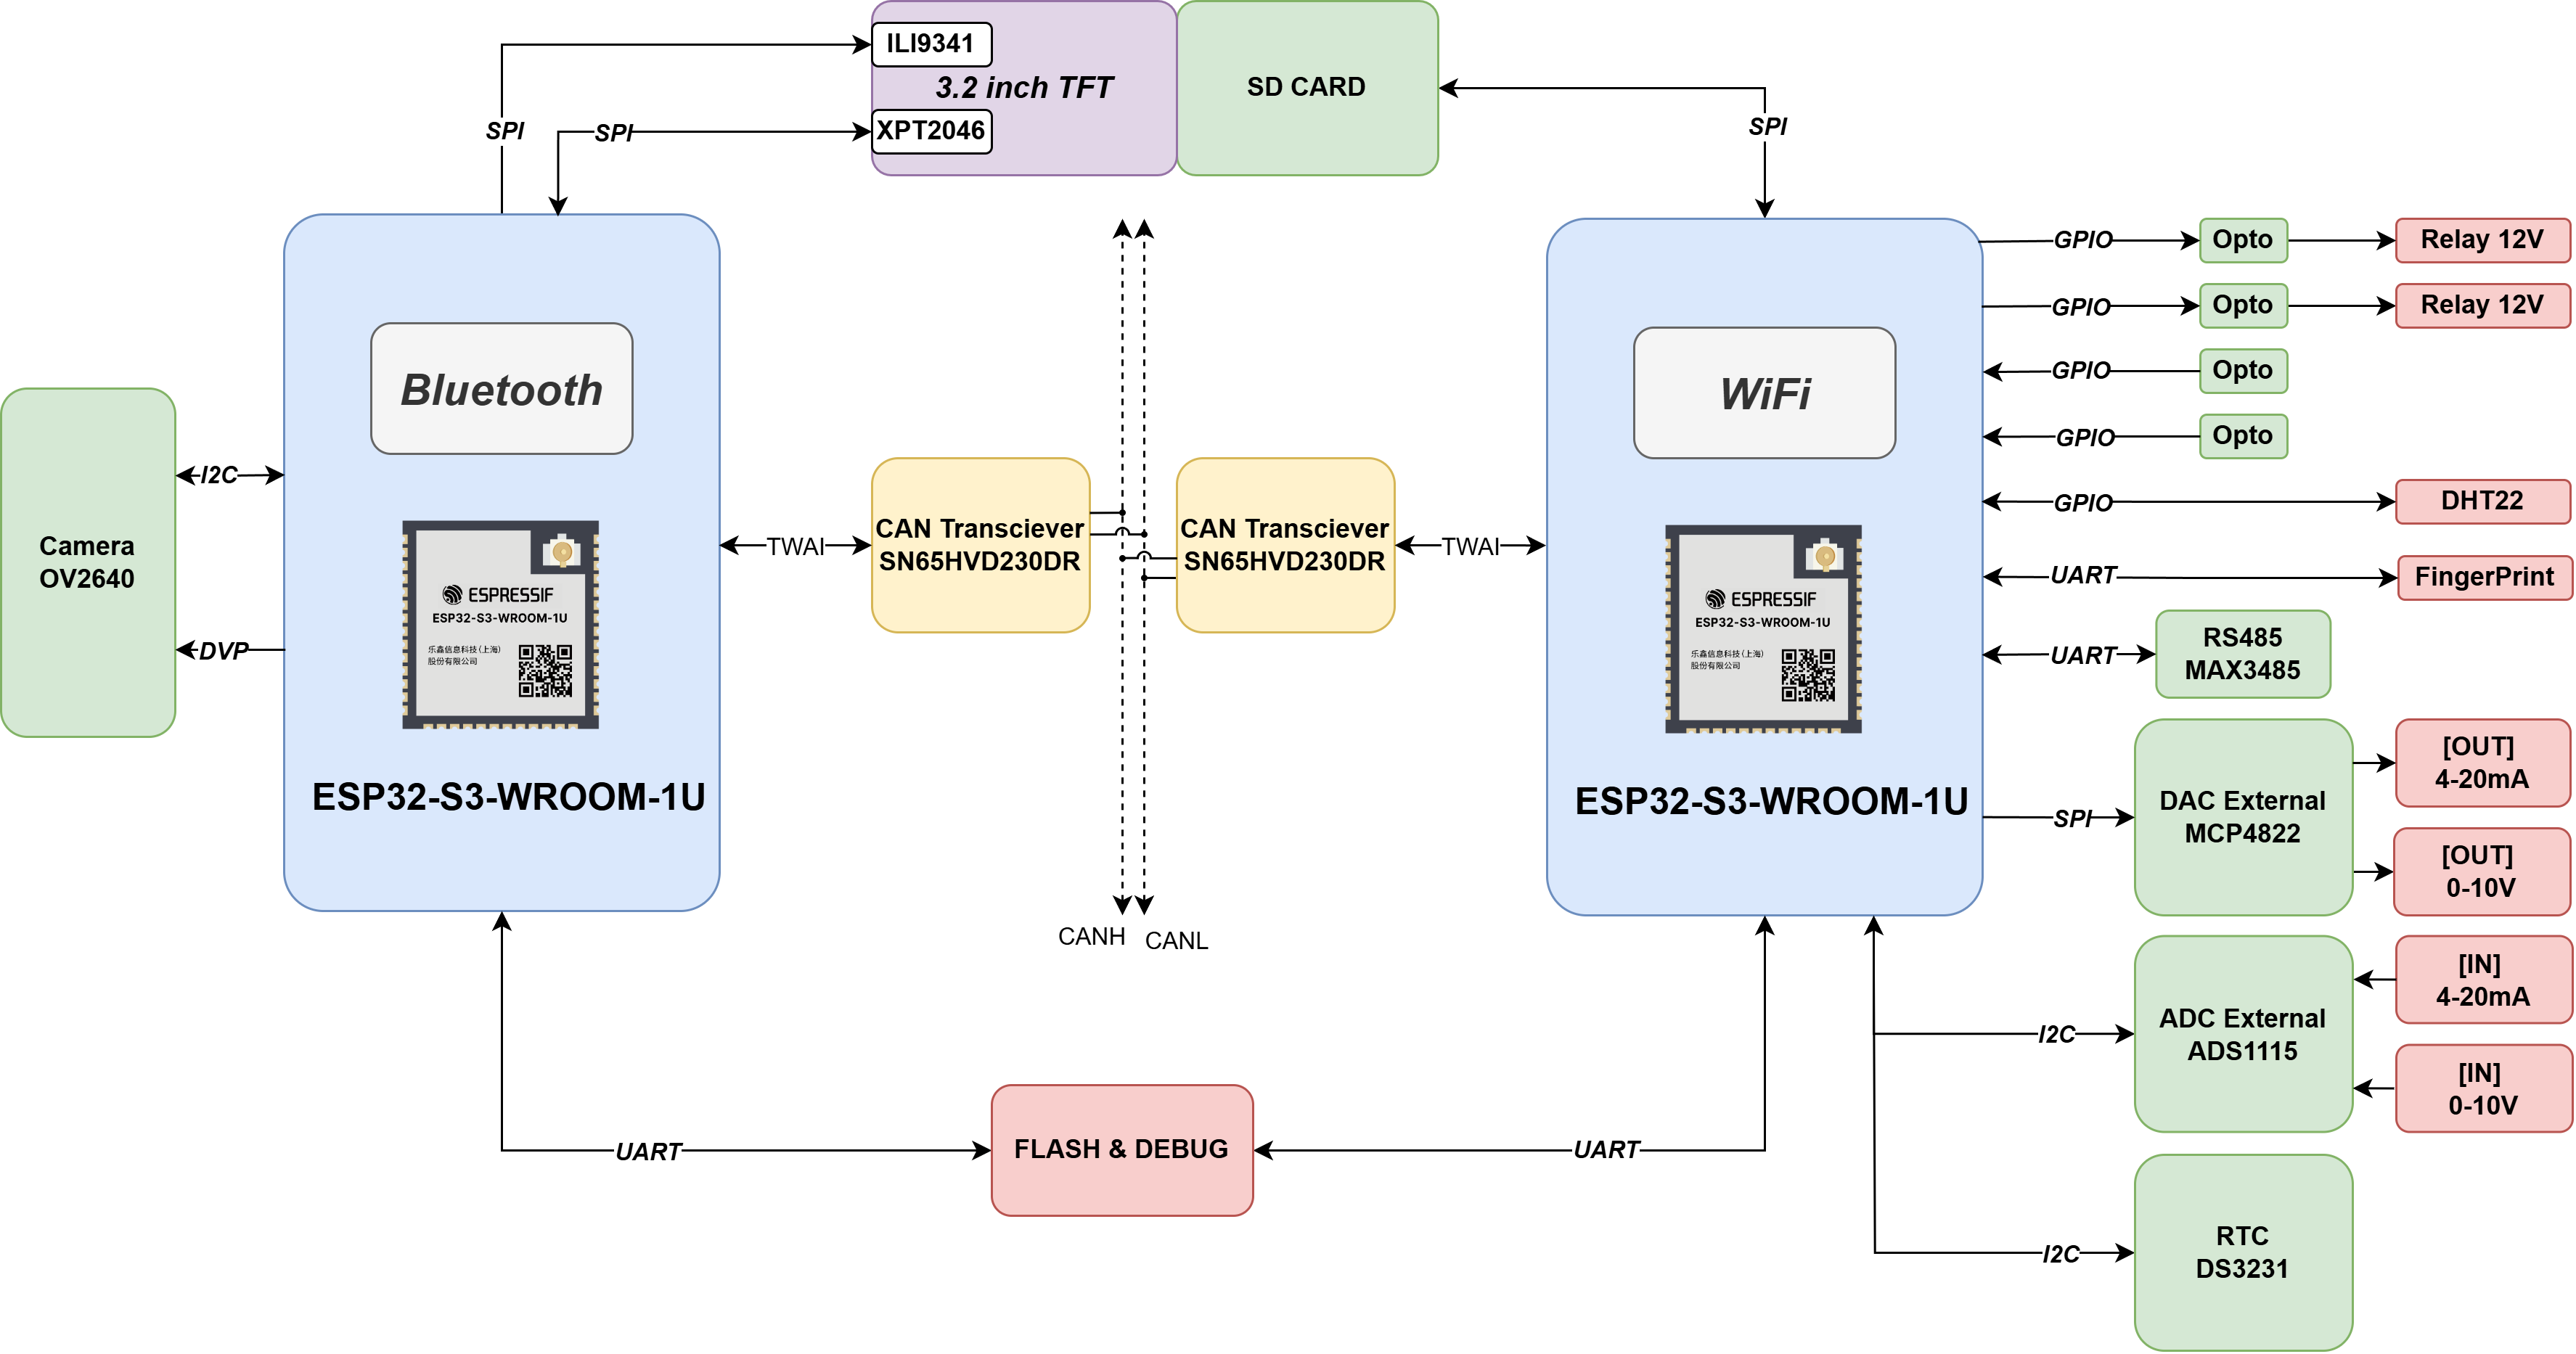 ILI9341
3.2 inch TFT
XPT2046
SD CARD
SPI
SPI
SPI
Bluetooth
ESPRESSIF
ESP32-S3-WROOM-1U
乐鑫信息科技(上海)
股份有限公司
ESP32-S3-WROOM-1U
Camera
OV2640
I2C
DVP
TWAI
CAN Transciever
SN65HVD230DR
CAN Transciever
SN65HVD230DR
TWAI
CANH
CANL
WiFi
ESPRESSIF
ESP32-S3-WROOM-1U
乐鑫信息科技(上海)
股份有限公司
ESP32-S3-WROOM-1U
GPIO
Opto
Relay 12V
GPIO
Opto
Relay 12V
GPIO
Opto
GPIO
Opto
GPIO
DHT22
UART
FingerPrint
UART
RS485
MAX3485
SPI
DAC External
MCP4822
[OUT]
4-20mA
[OUT]
0-10V
I2C
ADC External
ADS1115
[IN]
4-20mA
[IN]
0-10V
I2C
RTC
DS3231
UART
FLASH & DEBUG
UART